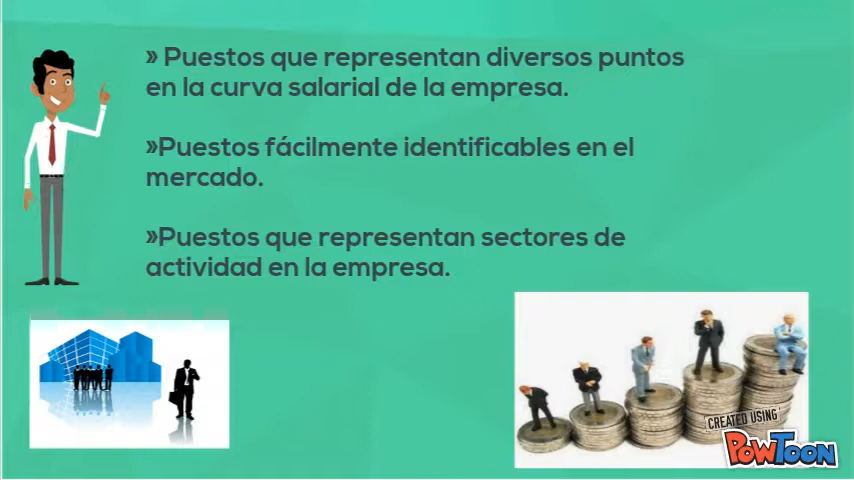 » Puestos que representan diversos puntos
en la curva salarial de la empresa.
»Puestos fácilmente identificables en el
mercado.
»Puestos que representan sectores de
actividad en la empresa.
CREATED USING
POWTOON